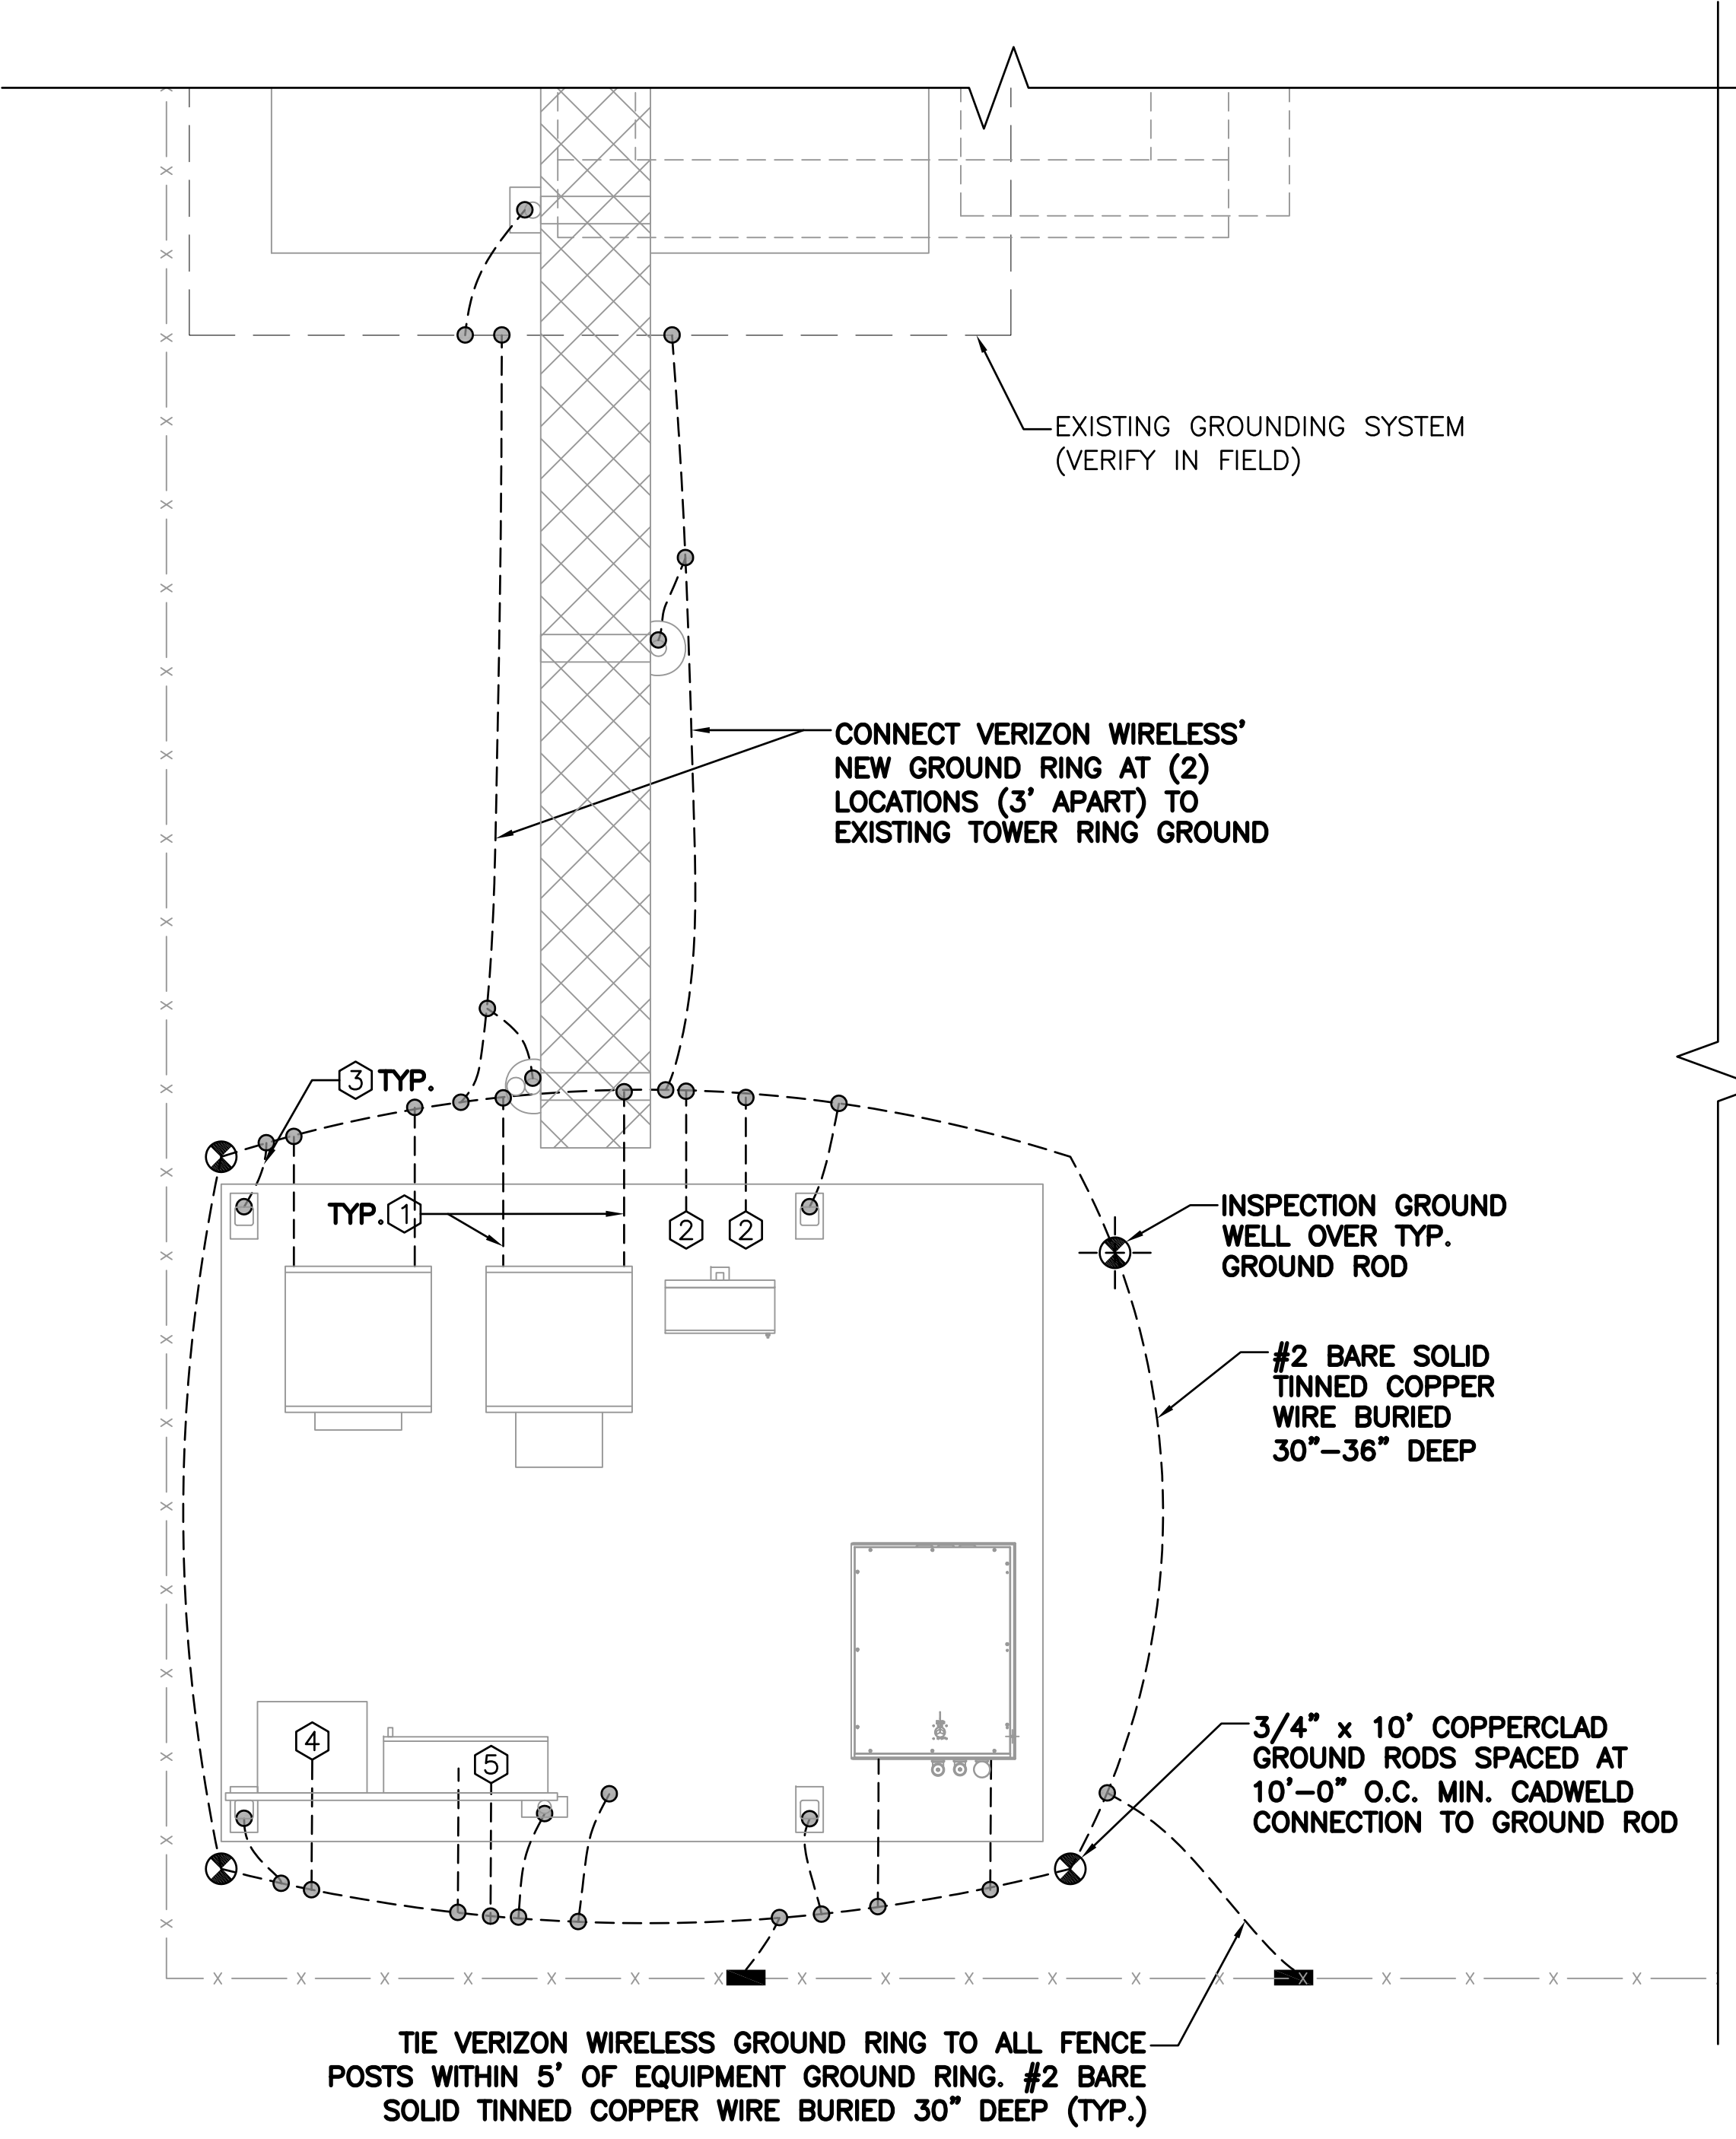 EXISTING GROUNDING SYSTEM
(VERIFY IN FIELD)
CONNECT VERIZON WIRELESS'
NEW GROUND RING AT (2)
LOCATIONS (3' APART) TO
EXISTING TOWER RING GROUND
3 TYP.
TYP. 1
2
2
INSPECTION GROUND
WELL OVER TYP.
GROUND ROD
#2 BARE SOLID
TINNED COPPER
WIRE BURIED
30"-36" DEEP
4
5
3/4" x 10' COPPERCLAD
GROUND RODS SPACED AT
10'-0" O.C. MIN. CADWELD
CONNECTION TO GROUND ROD
TIE VERIZON WIRELESS GROUND RING TO ALL FENCE
POSTS WITHIN 5' OF EQUIPMENT GROUND RING. #2 BARE
SOLID TINNED COPPER WIRE BURIED 30" DEEP (TYP.)